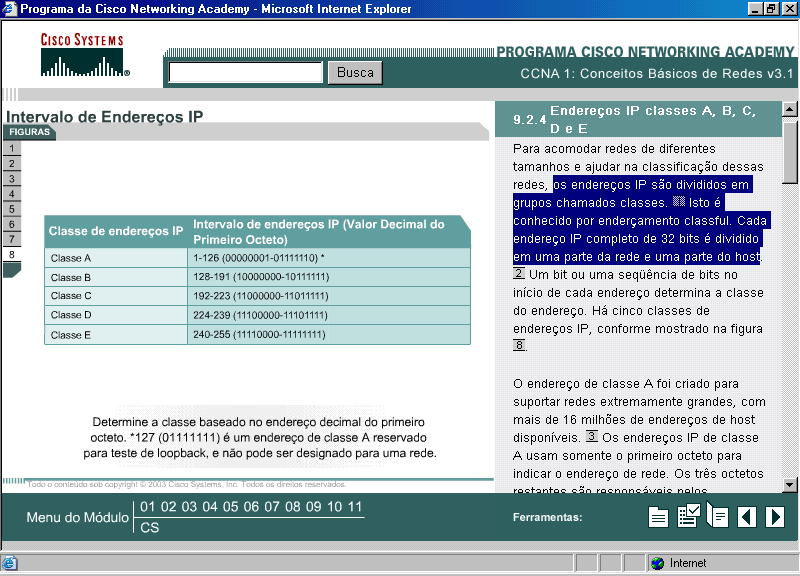 Programa da Cisco Networking Academy - Microsoft Internet Explorer
CISCO SYSTEMS
®
Busca
PROGRAMA CISCO NETWORKING ACADEMY
CCNA 1: Conceitos Básicos de Redes v3.1
Intervalo de Endereços IP
FIGURAS
1
2
3
4
5
6
7
8
Classe de endereços IP
Intervalo de endereços IP (Valor Decimal do
Primeiro Octeto)
Classe A
1-126 (00000001-01111110) *
Classe B
128-191 (10000000-10111111)
Classe C
192-223 (11000000-11011111)
Classe D
224-239 (11100000-11101111)
Classe E
240-255 (11110000-11111111)
Determine a classe baseado no endereço decimal do primeiro
octeto. *127 (01111111) é um endereço de classe A reservado
para teste de loopback, e não pode ser designado para uma rede.
Todo o conteúdo sob copyright © 2003 Cisco Systems, Inc. Todos os direitos reservados.
9.2.4
Endereços IP classes A, B, C,
D e E
Para acomodar redes de diferentes
tamanhos e ajudar na classificação dessas
redes, os endereços IP são divididos em
grupos chamados classes. Isto é
conhecido por enderçamento classful. Cada
endereço IP completo de 32 bits é dividido
em uma parte da rede e uma parte do host
2 Um bit ou uma seqüência de bits no
início de cada endereço determina a classe
do endereço. Há cinco classes de
endereços IP, conforme mostrado na figura
8.
O endereço de classe A foi criado para
suportar redes extremamente grandes, com
mais de 16 milhões de endereços de host
disponíveis. 3 Os endereços IP de classe
A usam somente o primeiro octeto para
indicar o endereço de rede. Os três octetos
restantes são responsáveis pelos
Menu do Módulo
01 02 03 04 05 06 07 08 09 10 11
CS
Ferramentas:
Internet